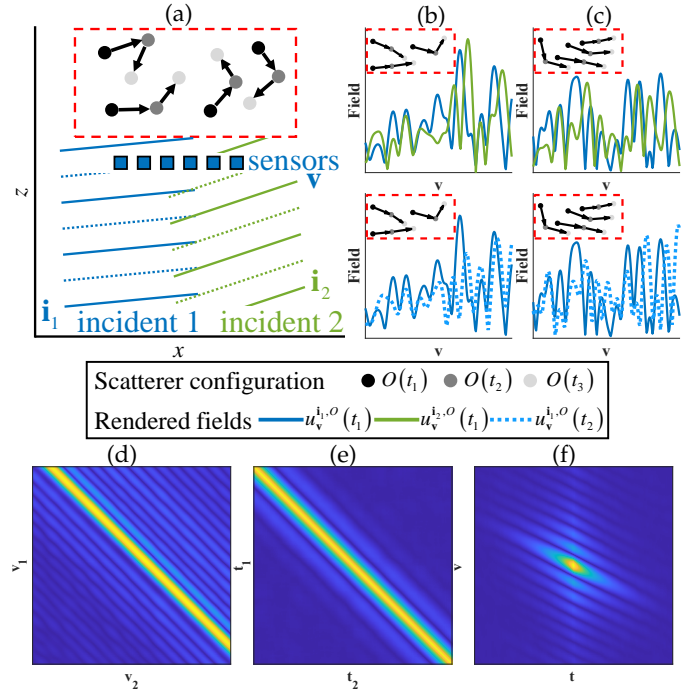 (a)
(b)
(c)
z
sensors
v
i₁
incident 1
i₂
incident 2
x
Field
v
Field
v
Field
v
Field
v
Scatterer configuration O(t₁) O(t₂) O(t₃)
Rendered fields u_v^{i₁,O}(t₁) u_v^{i₂,O}(t₁) u_v^{i₁,O}(t₂)
(d)
(e)
(f)
v₁
v₂
t₁
t₂
v
t